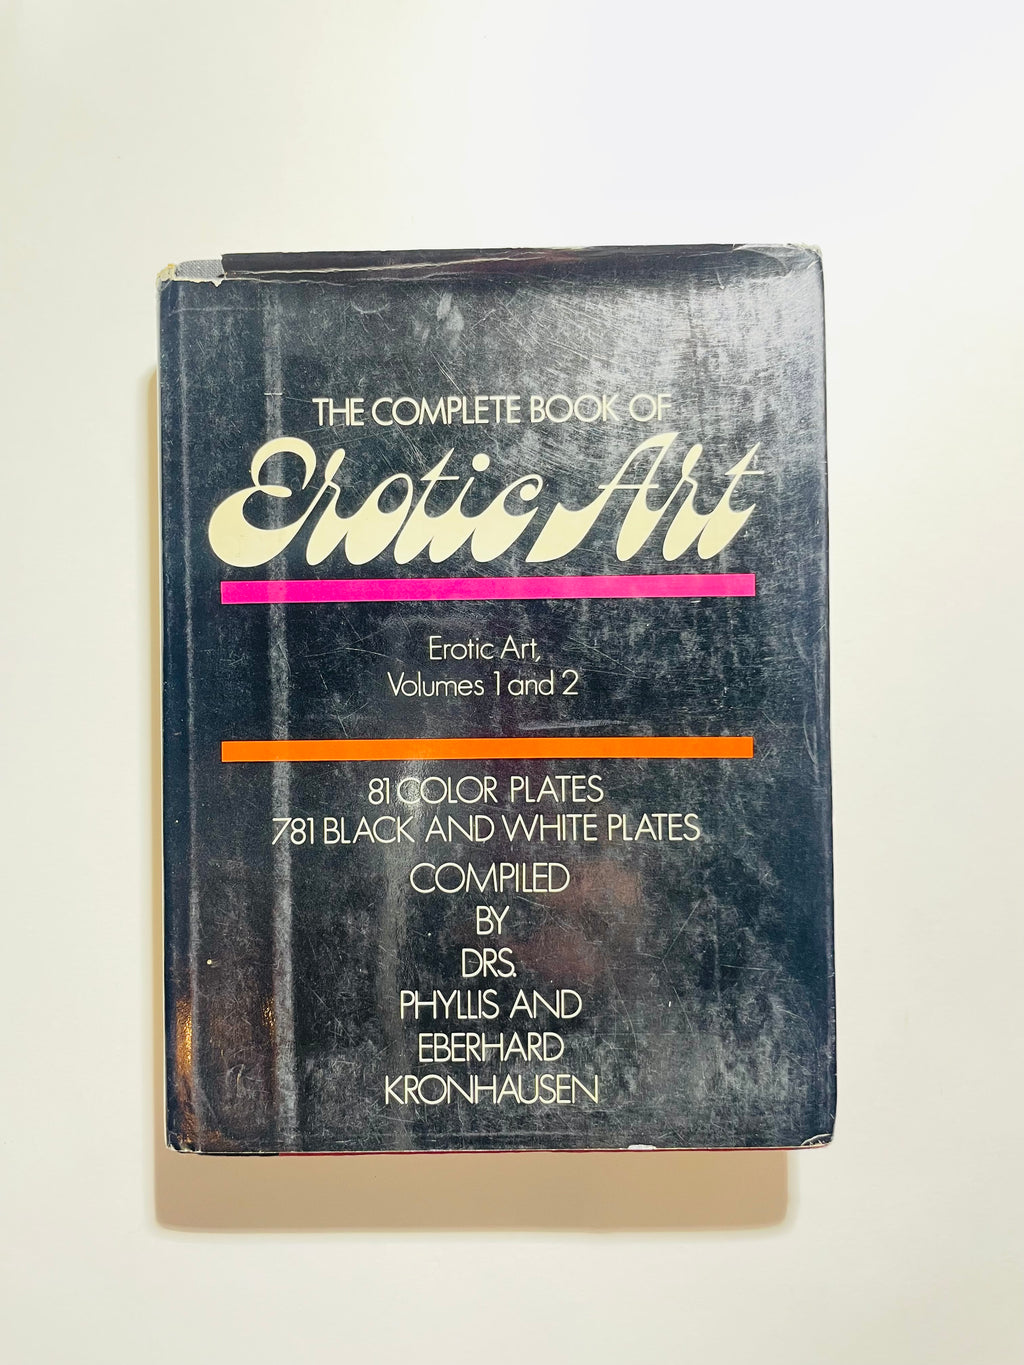 THE COMPLETE BOOK OF
Erotic Art
Erotic Art,
Volumes 1 and 2
81 COLOR PLATES
781 BLACK AND WHITE PLATES
COMPILED
BY
DRS.
PHYLLIS AND
EBERHARD
KRONHAUSEN